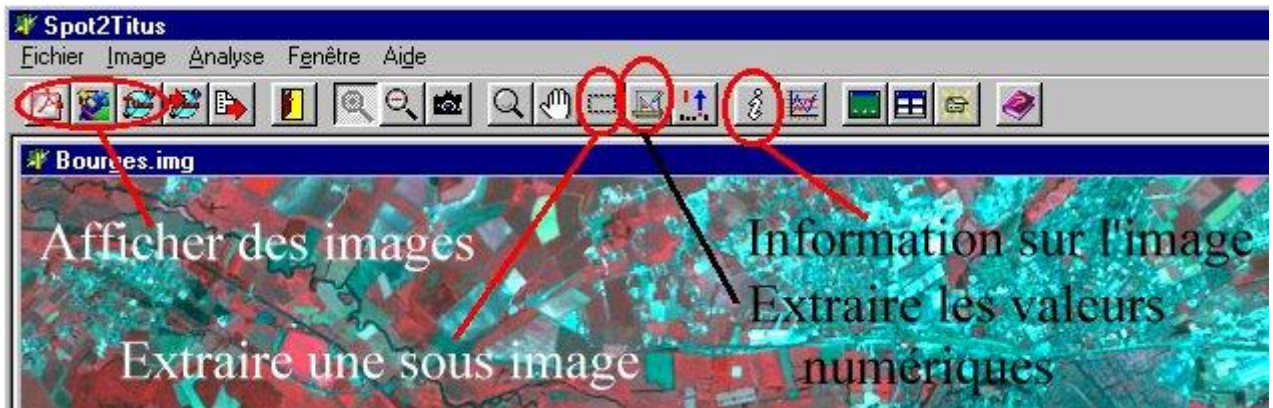 Spot2Titus
Fichier Image Analyse Fenêtre Aide
Bourges.img
Afficher des images
Information sur l'image
Extraire les valeurs
numériques
Extraire une sous image